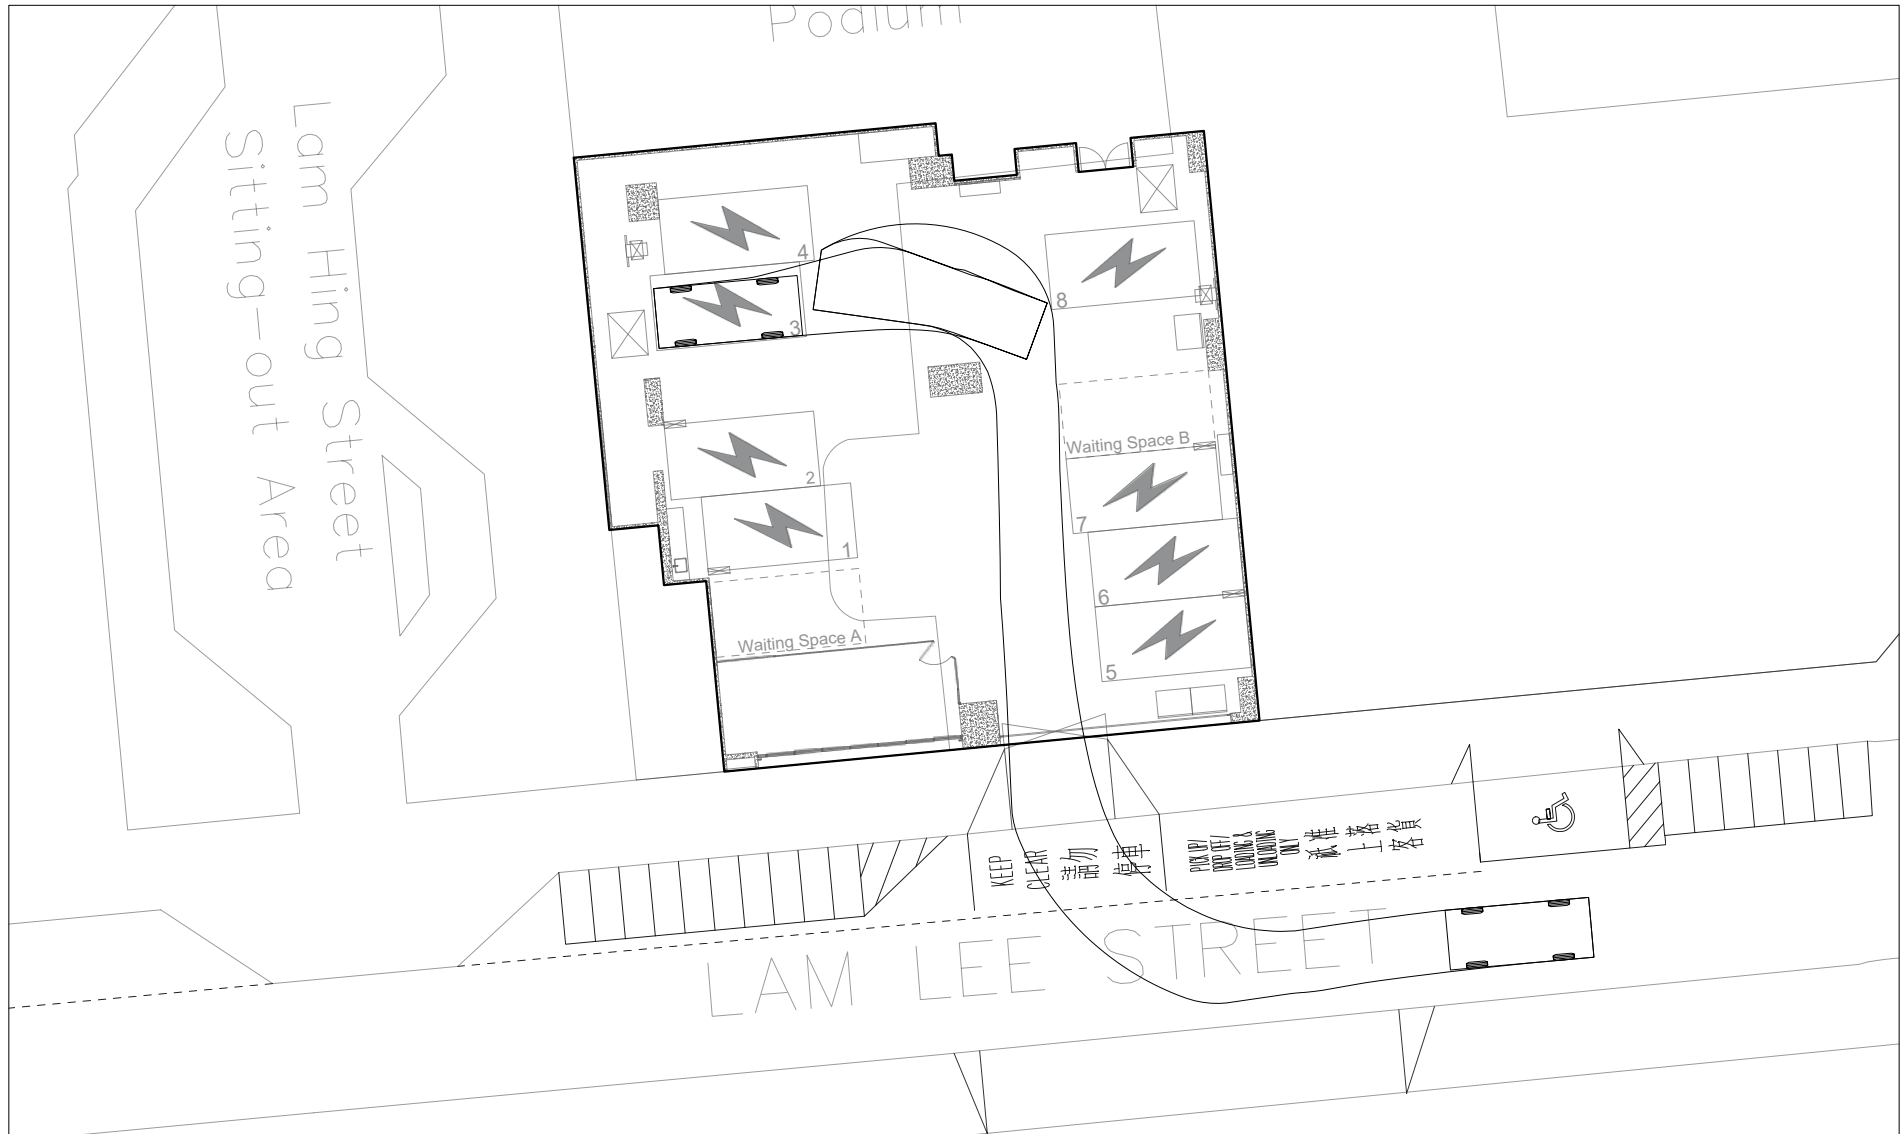 Podium
Lam Hing Street
Sitting-out Area
4
3
8
2
1
Waiting Space B
7
6
5
Waiting Space A
KEEP
CLEAR
請勿
停車
PICK UP/
DROP OFF/
LOADING &
UNLOADING
ONLY
祇准
上落
客貨
LAM LEE STREET